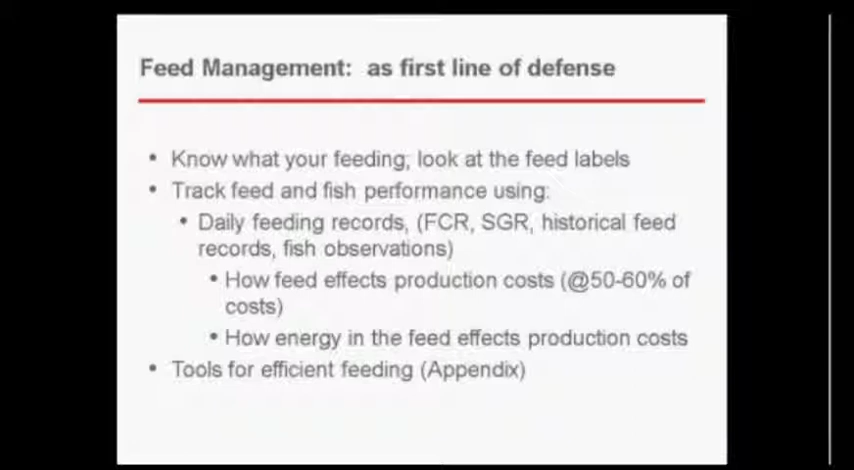 Feed Management:  as first line of defense
• Know what your feeding; look at the feed labels
• Track feed and fish performance using:
• Daily feeding records, (FCR, SGR, historical feed
records, fish observations)
• How feed effects production costs (@50-60% of
costs)
• How energy in the feed effects production costs
• Tools for efficient feeding (Appendix)